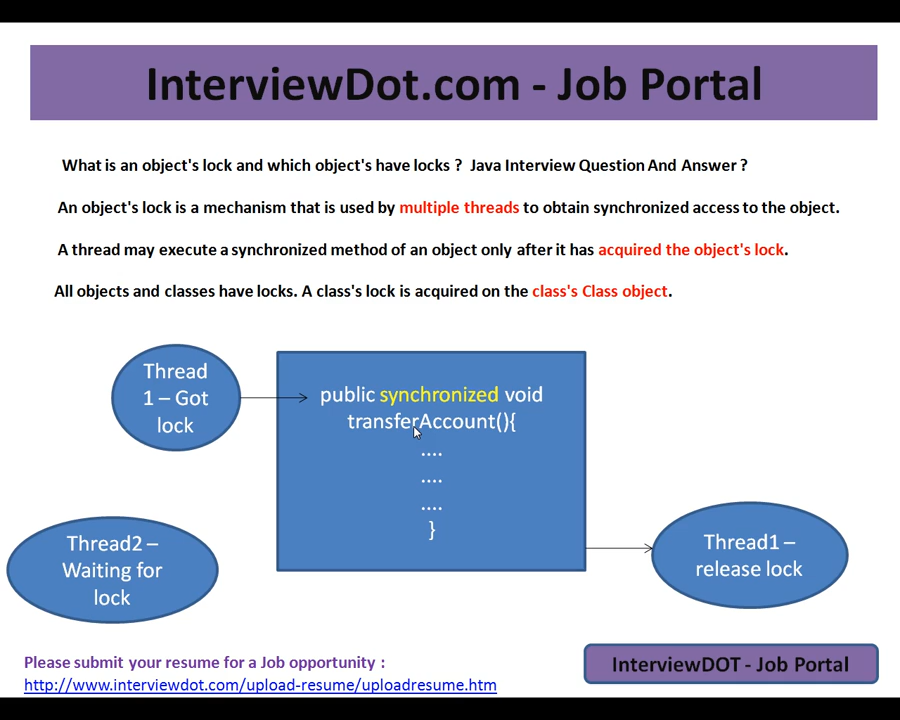 InterviewDot.com - Job Portal
What is an object's lock and which object's have locks ? Java Interview Question And Answer ?
An object's lock is a mechanism that is used by multiple threads to obtain synchronized access to the object.
A thread may execute a synchronized method of an object only after it has acquired the object's lock.
All objects and classes have locks. A class's lock is acquired on the class's Class object.
Thread
1 – Got
lock
public synchronized void
transferAccount(){
....
....
....
}
Thread2 –
Waiting for
lock
Thread1 –
release lock
Please submit your resume for a Job opportunity :
http://www.interviewdot.com/upload-resume/uploadresume.htm
InterviewDOT - Job Portal